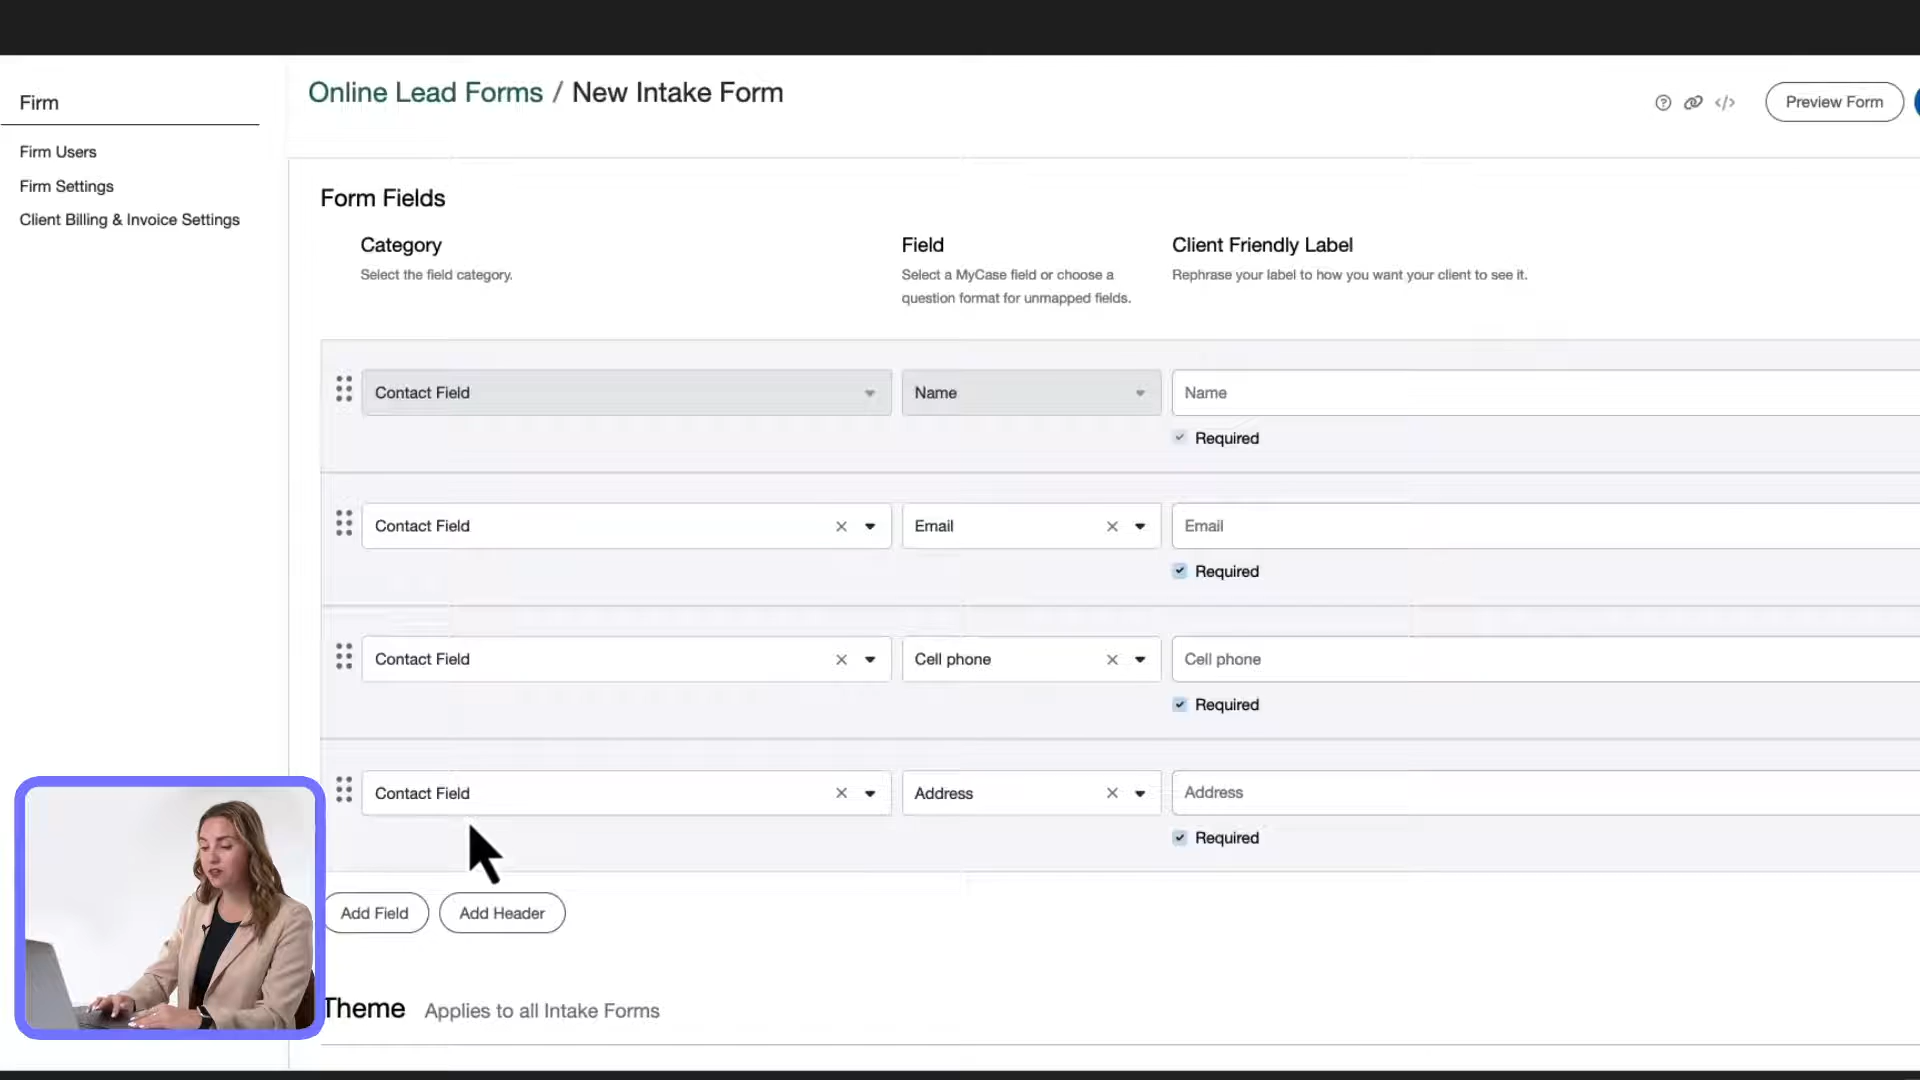 Firm
Firm Users
Firm Settings
Client Billing & Invoice Settings
Online Lead Forms / New Intake Form
Preview Form
Form Fields
Category
Select the field category.
Field
Select a MyCase field or choose a
question format for unmapped fields.
Client Friendly Label
Rephrase your label to how you want your client to see it.
Contact Field
Name
Name
Required
Contact Field
Email
Email
Required
Contact Field
Cell phone
Cell phone
Required
Contact Field
Address
Address
Required
Add Field
Add Header
Theme
Applies to all Intake Forms